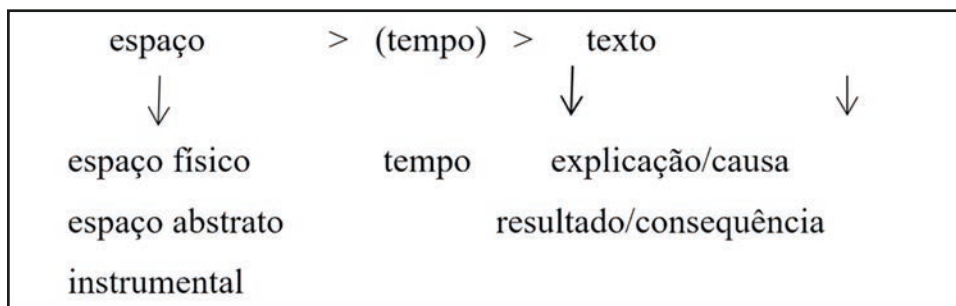 espaço > (tempo) > texto
↓ ↓ ↓
espaço físico tempo explicação/causa
espaço abstrato resultado/consequência
instrumental